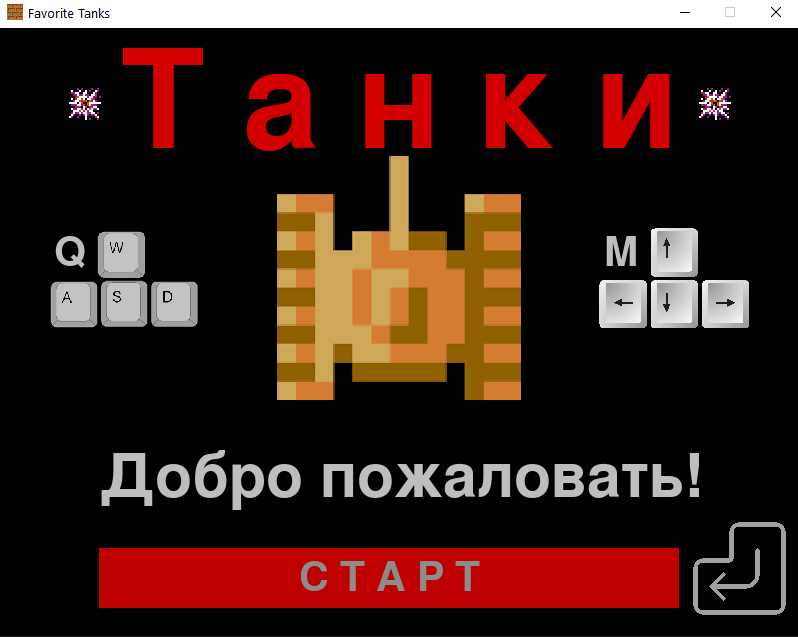 Favorite Tanks
Танки
Q W
A S D
M ↑
← ↓ →
Добро пожаловать!
СТАРТ